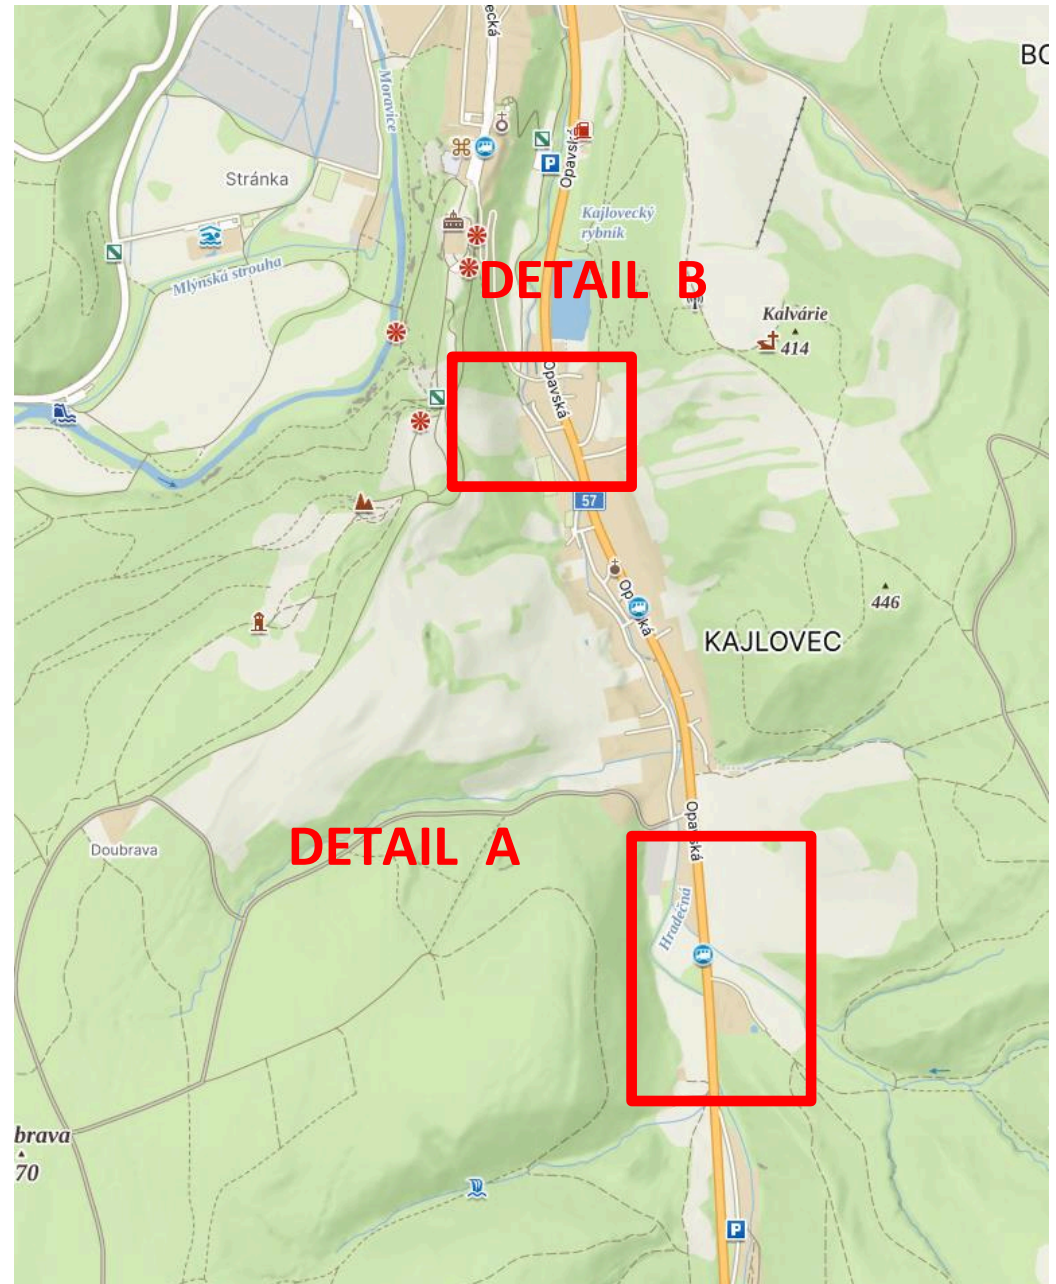 ecká
BO
Moravice
Opavská
Stránka
Kajlovecký
rybník
Mlýnská strouha
DETAIL B
Kalvárie
414
Opavská
57
446
Opavská
KAJLOVEC
Opavská
Doubrava
DETAIL A
Hradečná
brava
70
P
P